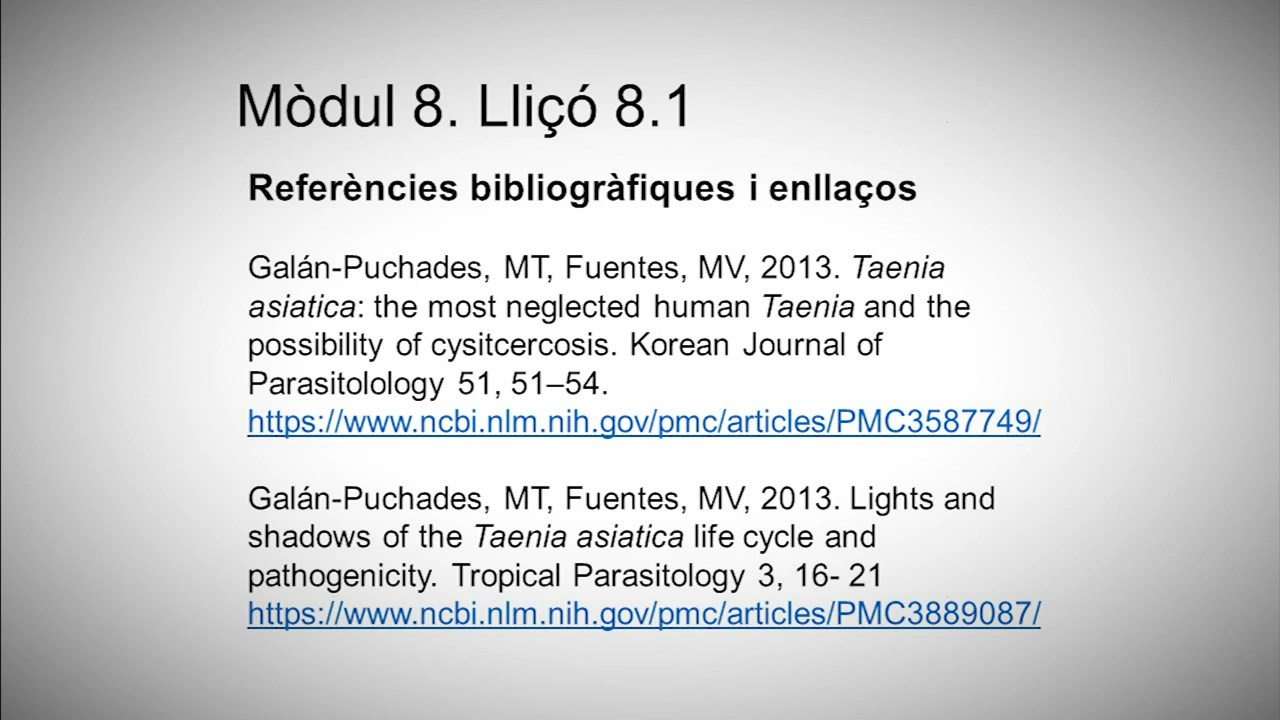 Mòdul 8. Lliçó 8.1
Referències bibliogràfiques i enllaços
Galán-Puchades, MT, Fuentes, MV, 2013. Taenia
asiatica: the most neglected human Taenia and the
possibility of cysitcercosis. Korean Journal of
Parasitolology 51, 51–54.
https://www.ncbi.nlm.nih.gov/pmc/articles/PMC3587749/
Galán-Puchades, MT, Fuentes, MV, 2013. Lights and
shadows of the Taenia asiatica life cycle and
pathogenicity. Tropical Parasitology 3, 16- 21
https://www.ncbi.nlm.nih.gov/pmc/articles/PMC3889087/